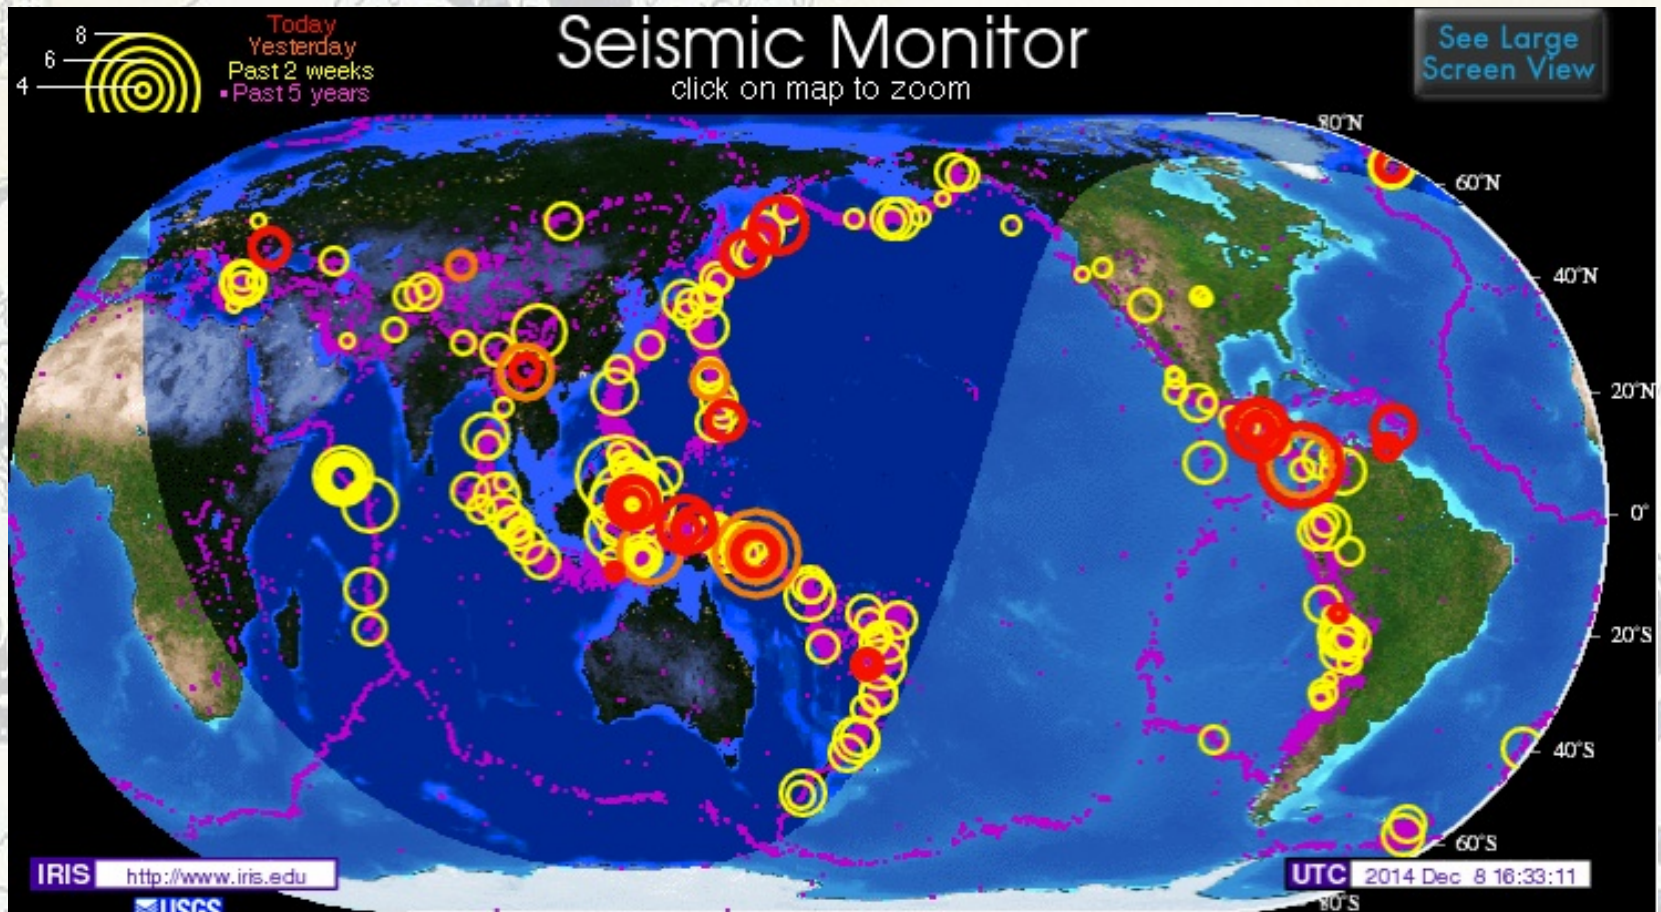 8
6
4
Today
Yesterday
Past 2 weeks
Past 5 years
Seismic Monitor
click on map to zoom
See Large
Screen View
80°N
60°N
40°N
20°N
0°
20°S
40°S
60°S
80°S
IRIS http://www.iris.edu
UTC 2014 Dec 8 16:33:11
USGS